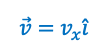 v⃗ = vₓî